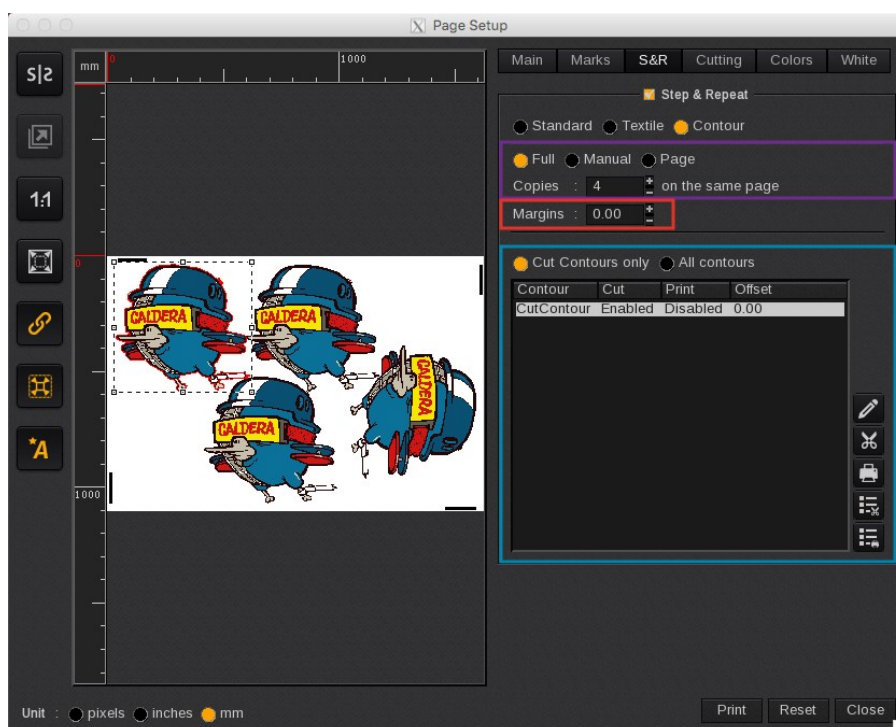 Page Setup
Main Marks S&R Cutting Colors White
Step & Repeat
Standard Textile Contour
Full Manual Page
Copies : 4 on the same page
Margins : 0.00
Cut Contours only All contours
Contour Cut Print Offset
CutContour Enabled Disabled 0.00
S|S
1:1
*A
mm 0 1000
0
1000
CALDERA
CALDERA
CALDERA
CALDERA
Unit : pixels inches mm
Print Reset Close